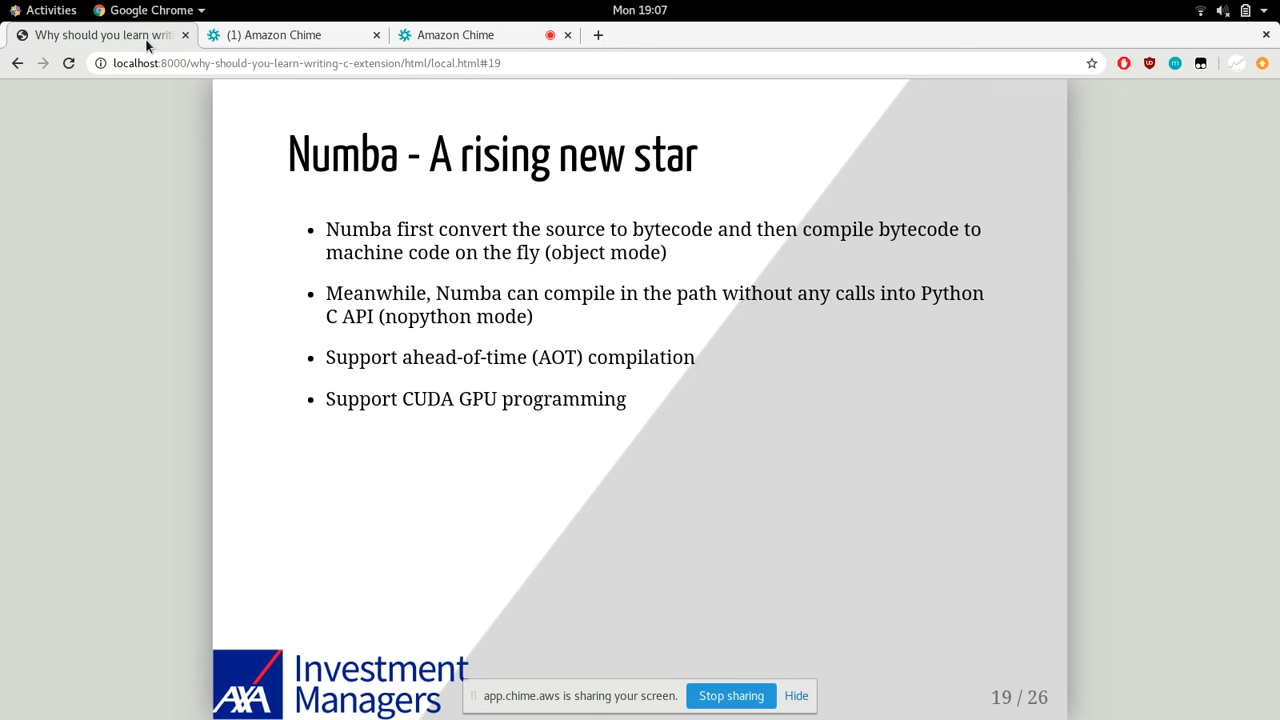 Activities Google Chrome Mon 19:07
Why should you learn writi (1) Amazon Chime Amazon Chime
localhost:8000/why-should-you-learn-writing-c-extension/html/local.html#19
Numba - A rising new star
• Numba first convert the source to bytecode and then compile bytecode to
machine code on the fly (object mode)
• Meanwhile, Numba can compile in the path without any calls into Python
C API (nopython mode)
• Support ahead-of-time (AOT) compilation
• Support CUDA GPU programming
AXA Investment
Managers
app.chime.aws is sharing your screen. Stop sharing Hide
19 / 26